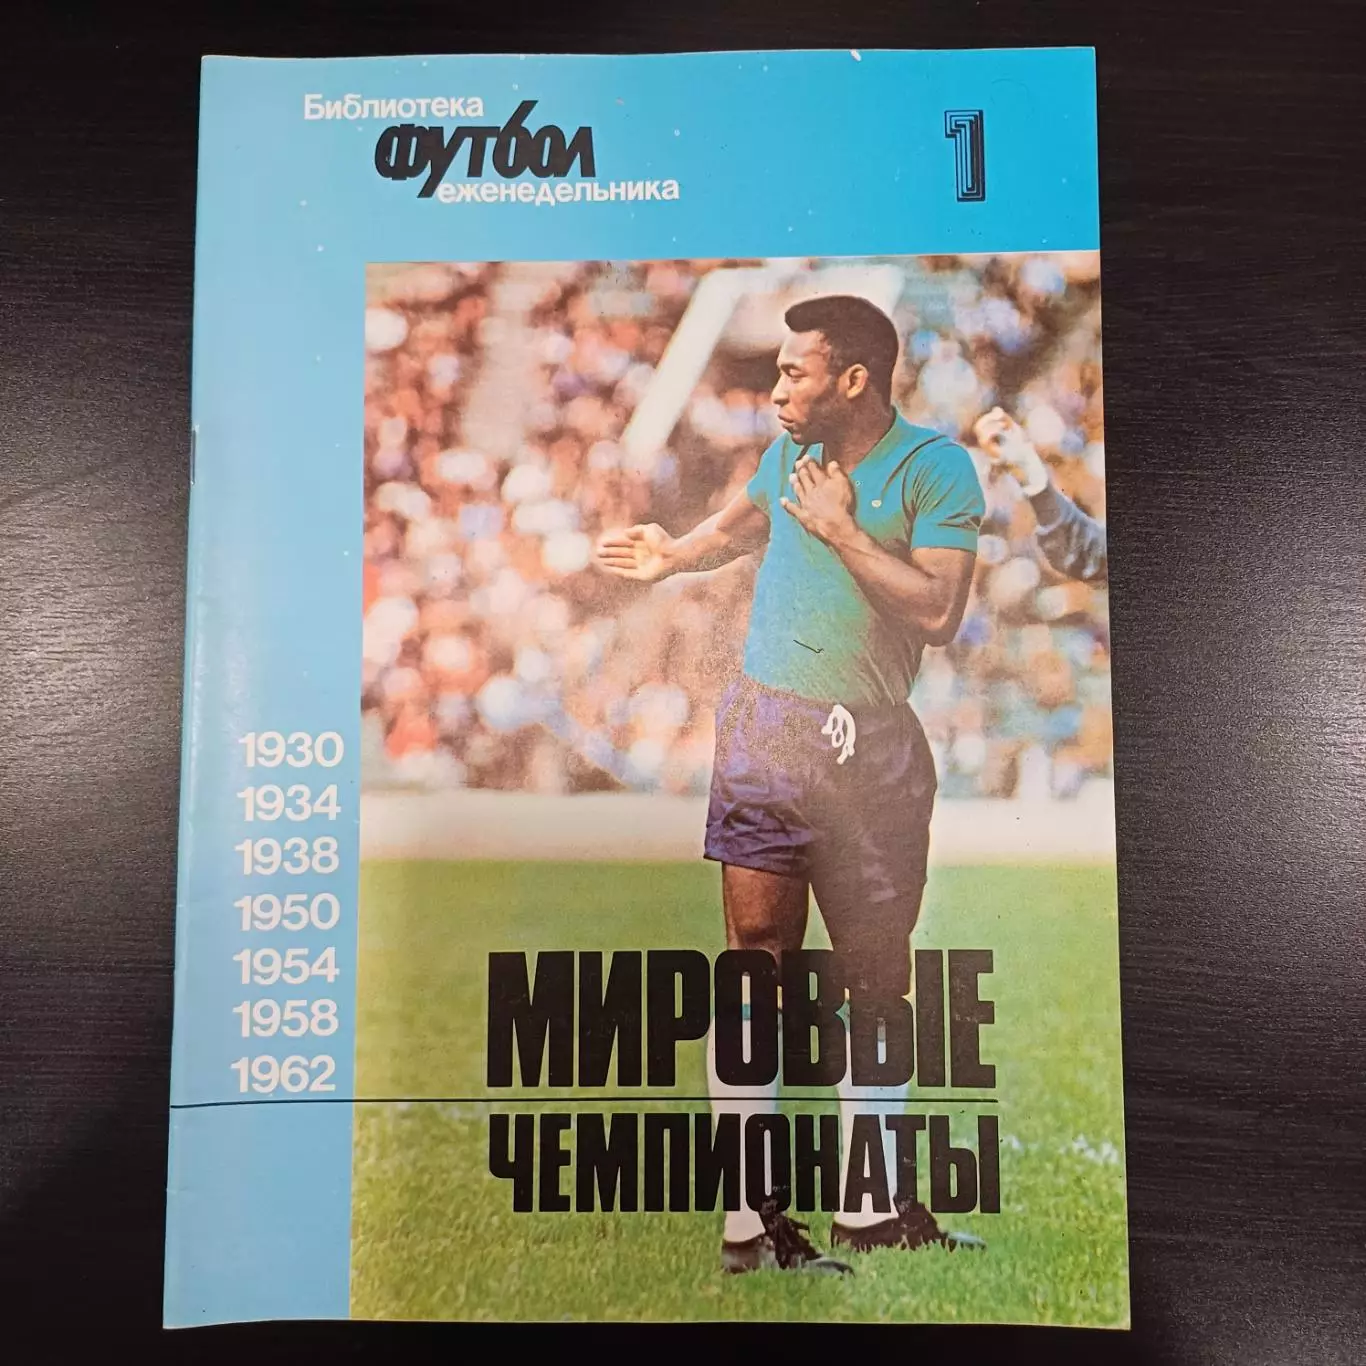 Библиотека
футбол
еженедельника
1
1930
1934
1938
1950
1954
1958
1962
МИРОВЫЕ
ЧЕМПИОНАТЫ